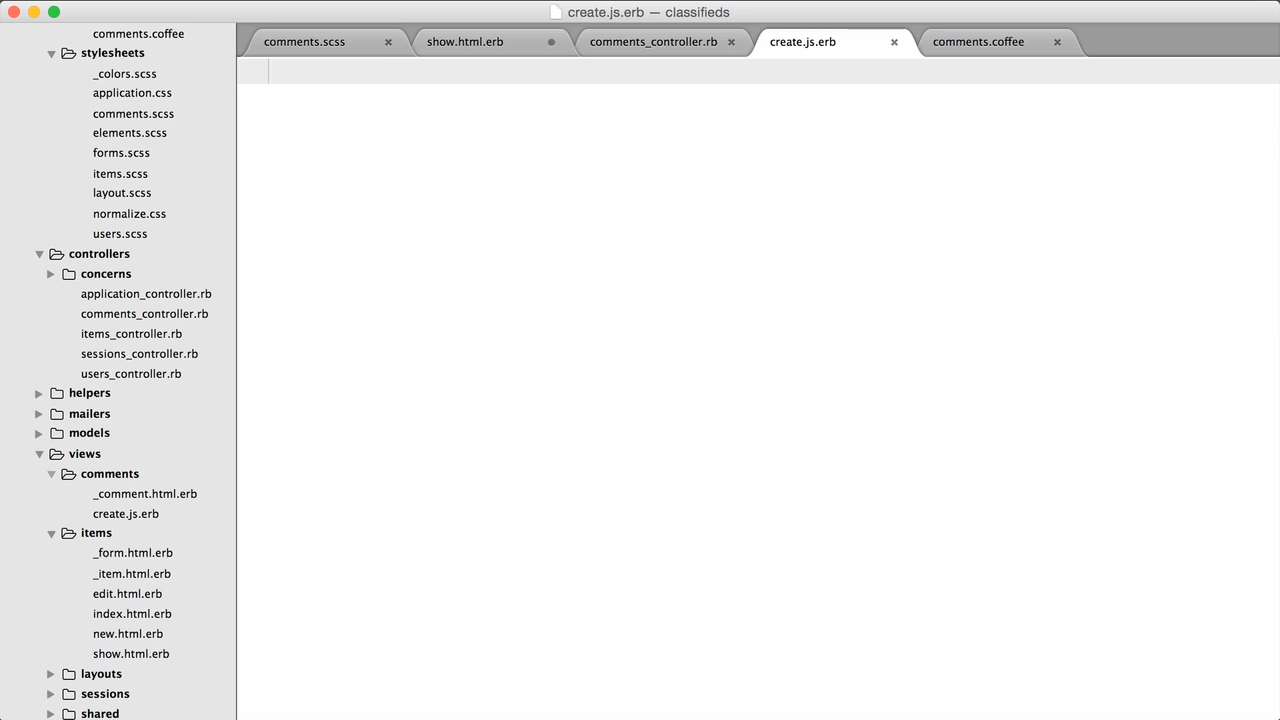 create.js.erb — classifieds
comments.scss
show.html.erb
comments_controller.rb
create.js.erb
comments.coffee
comments.coffee
stylesheets
_colors.scss
application.css
comments.scss
elements.scss
forms.scss
items.scss
layout.scss
normalize.css
users.scss
controllers
concerns
application_controller.rb
comments_controller.rb
items_controller.rb
sessions_controller.rb
users_controller.rb
helpers
mailers
models
views
comments
_comment.html.erb
create.js.erb
items
_form.html.erb
_item.html.erb
edit.html.erb
index.html.erb
new.html.erb
show.html.erb
layouts
sessions
shared